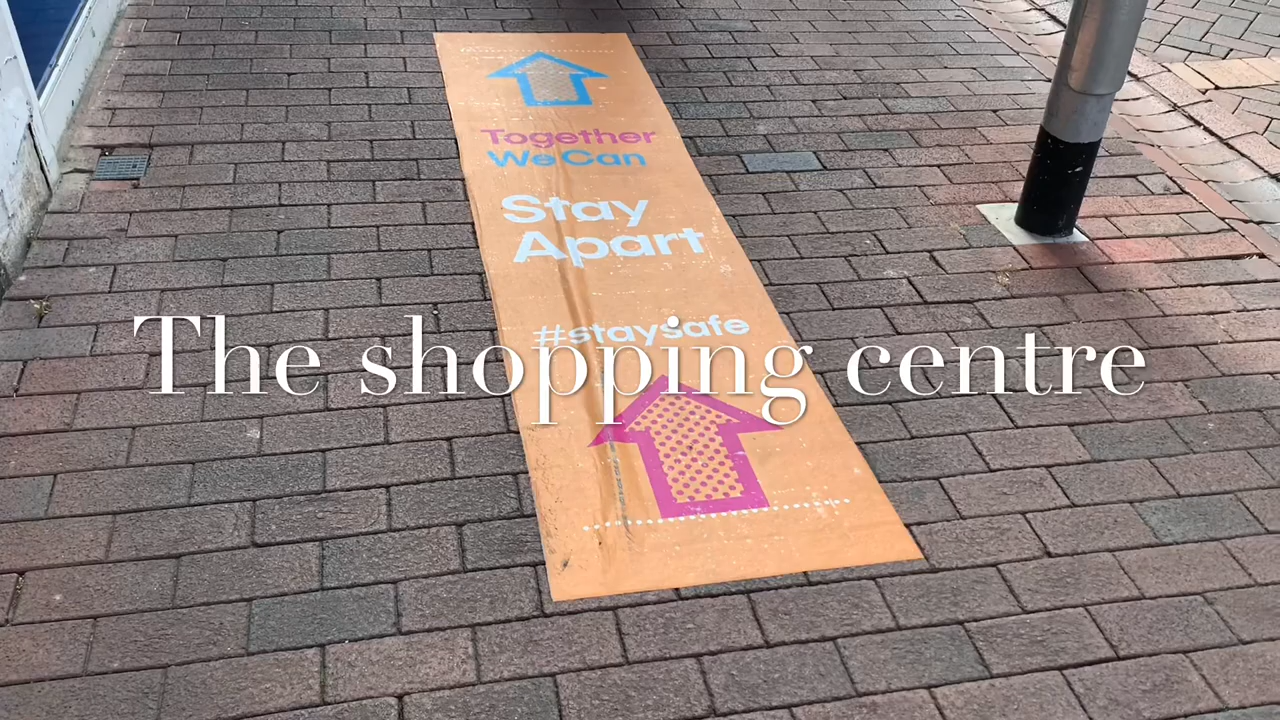 Together
We Can
Stay
Apart
#staysafe
The shopping centre